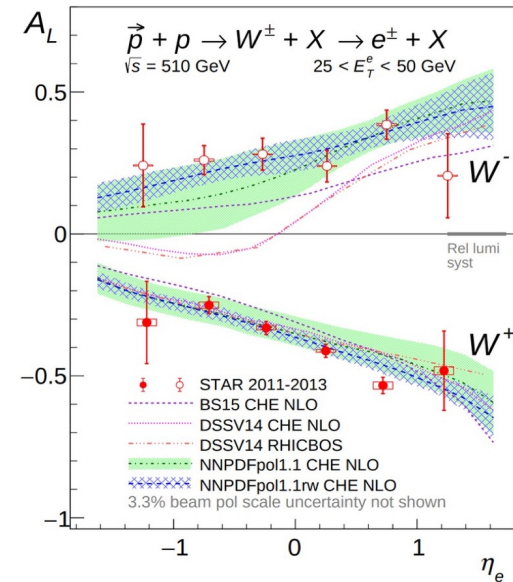 A_L
p⃗ + p → W^± + X → e_± + X
√s = 510 GeV 25 < E_T^e < 50 GeV
0.5
W^-
0
Rel lumi
syst
W^+
−0.5
STAR 2011-2013
BS15 CHE NLO
DSSV14 CHE NLO
DSSV14 RHICBOS
NNPDFpol1.1 CHE NLO
NNPDFpol1.1rw CHE NLO
3.3% beam pol scale uncertainty not shown
−1
−1 0 1
η_e